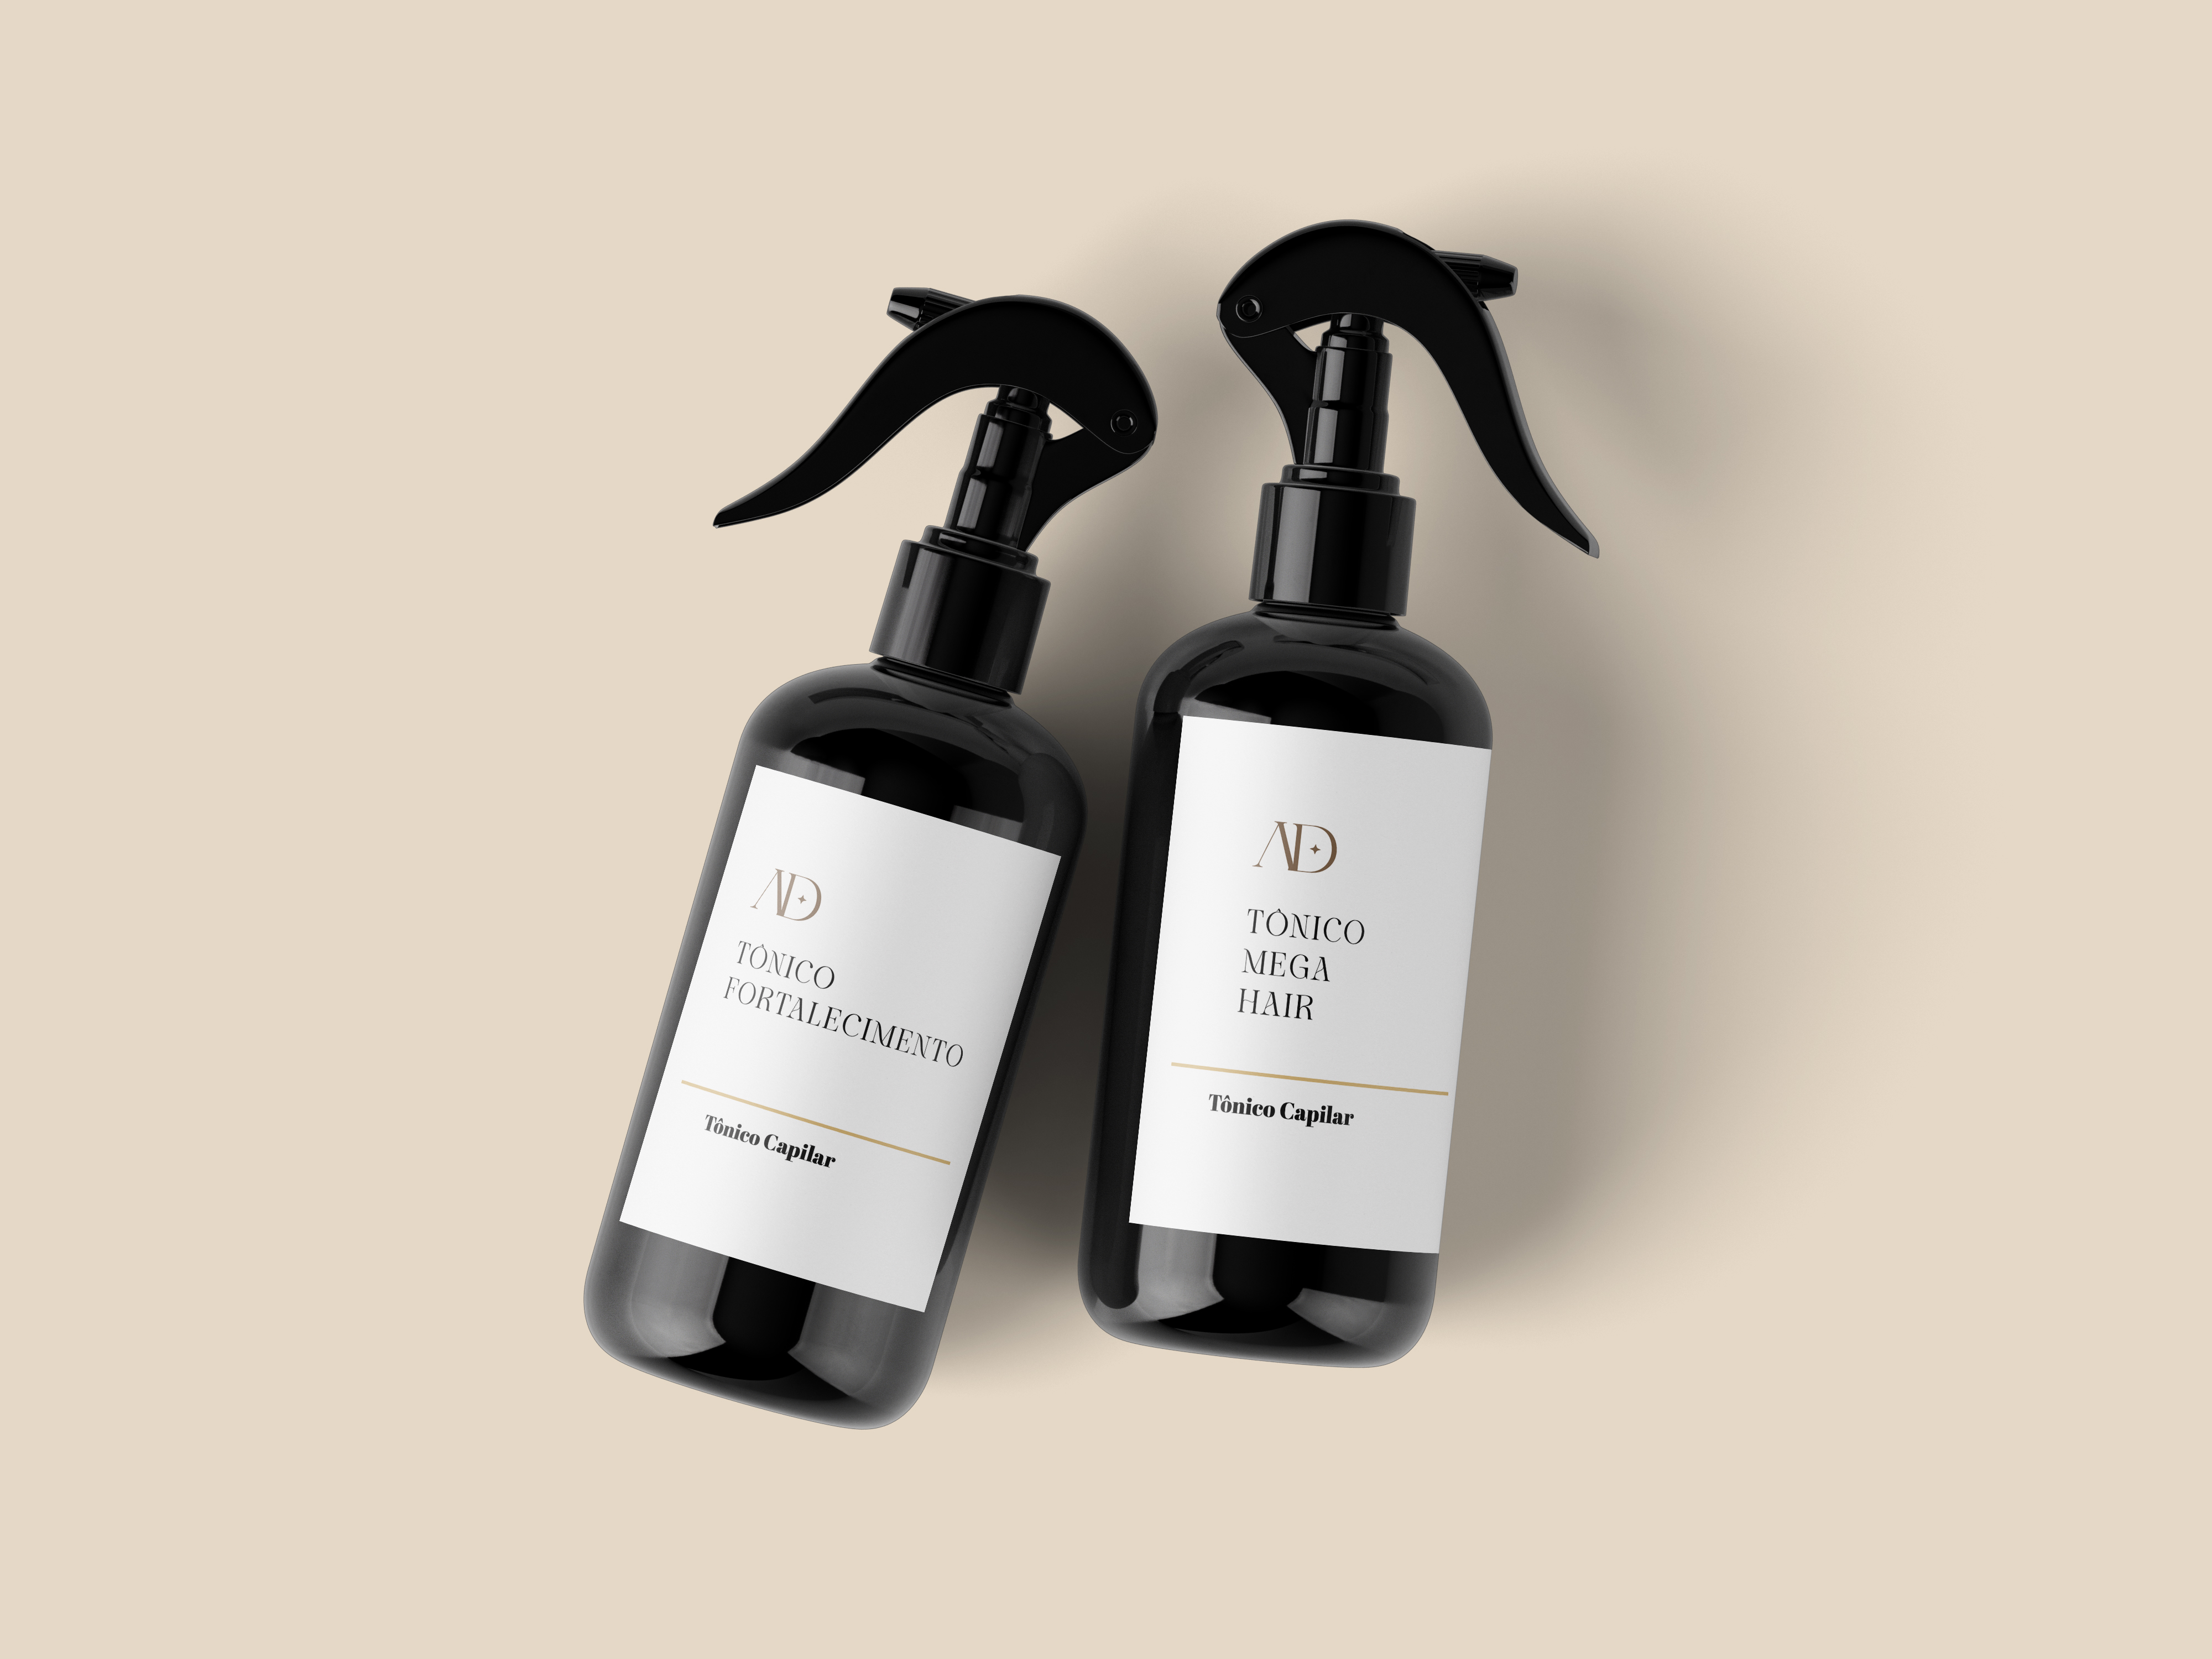 AD
TÔNICO
FORTALECIMENTO
Tônico Capilar
AD
TÔNICO
MEGA
HAIR
Tônico Capilar